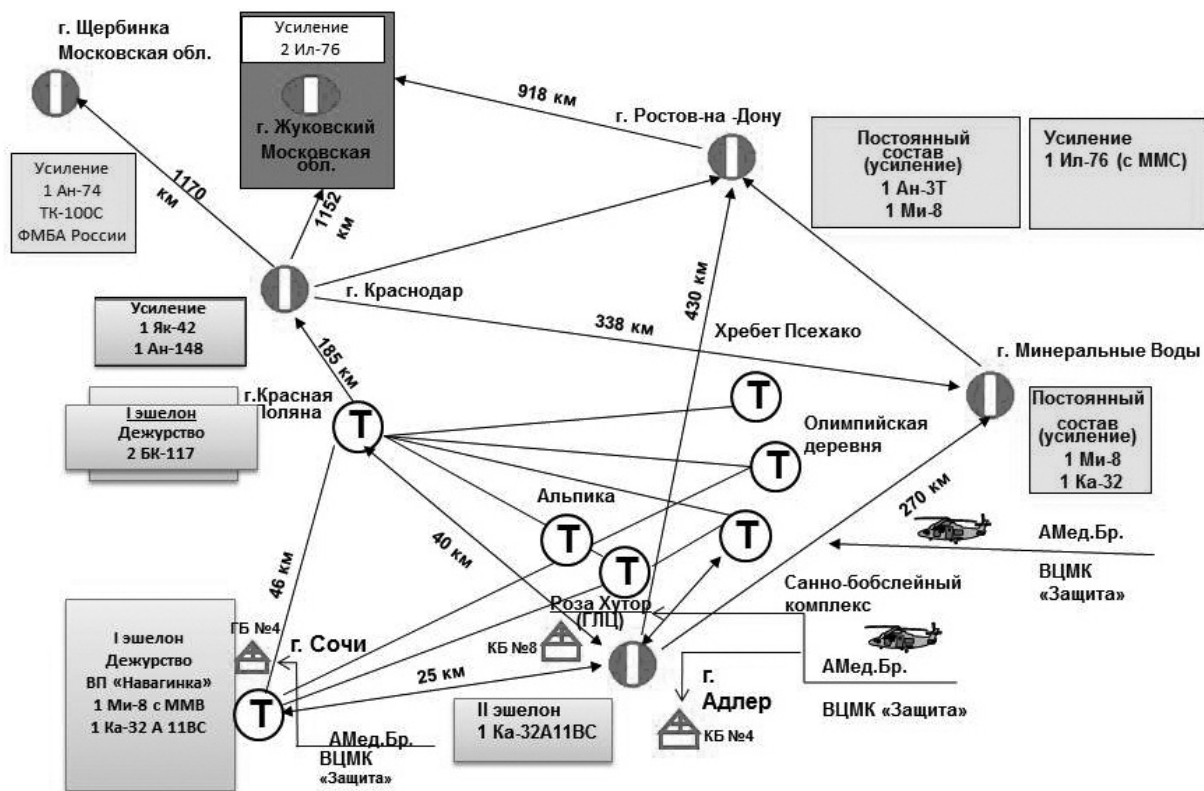 г. Щербинка
Московская обл.
Усиление
2 Ил-76
г. Жуковский
Московская
обл.
918 км
г. Ростов-на -Дону
Постоянный
состав
(усиление)
1 Ан-3Т
1 Ми-8
Усиление
1 Ил-76 (с ММС)
Усиление
1 Ан-74
ТК-100С
ФМБА России
1170
км
1152
км
г. Краснодар
430 км
338 км
Хребет Псехако
г. Минеральные Воды
Усиление
1 Як-42
1 Ан-148
185 км
г.Красная
Поляна
I эшелон
Дежурство
2 БК-117
Т
Т
Олимпийская
деревня
Т
Постоянный
состав
(усиление)
1 Ми-8
1 Ка-32
Альпика
Т
Т
Т
270 км
АМед.Бр.
ВЦМК
«Защита»
40 км
46 км
Санно-бобслейный
комплекс
Роза Хутор
(ГЛЦ)
I эшелон
Дежурство
ВП «Навагинка»
1 Ми-8 с ММВ
1 Ка-32 А 11ВС
ГБ №4
г. Сочи
КБ №8
25 км
Т
г.
Адлер
АМед.Бр.
ВЦМК «Защита»
II эшелон
1 Ка-32А11ВС
КБ №4
АМед.Бр.
ВЦМК
«Защита»